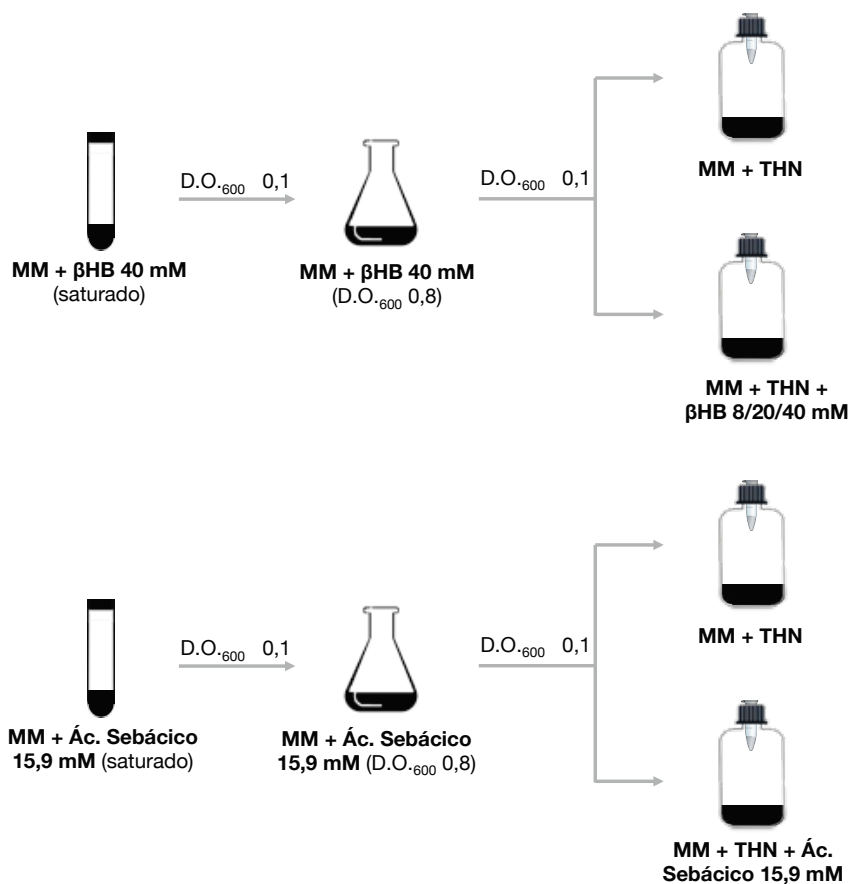 D.O.600 0,1
D.O.600 0,1
MM + βHB 40 mM
(saturado)
MM + βHB 40 mM
(D.O.600 0,8)
MM + THN
MM + THN +
βHB 8/20/40 mM
D.O.600 0,1
D.O.600 0,1
MM + Ác. Sebácico
15,9 mM (saturado)
MM + Ác. Sebácico
15,9 mM (D.O.600 0,8)
MM + THN
MM + THN + Ác.
Sebácico 15,9 mM